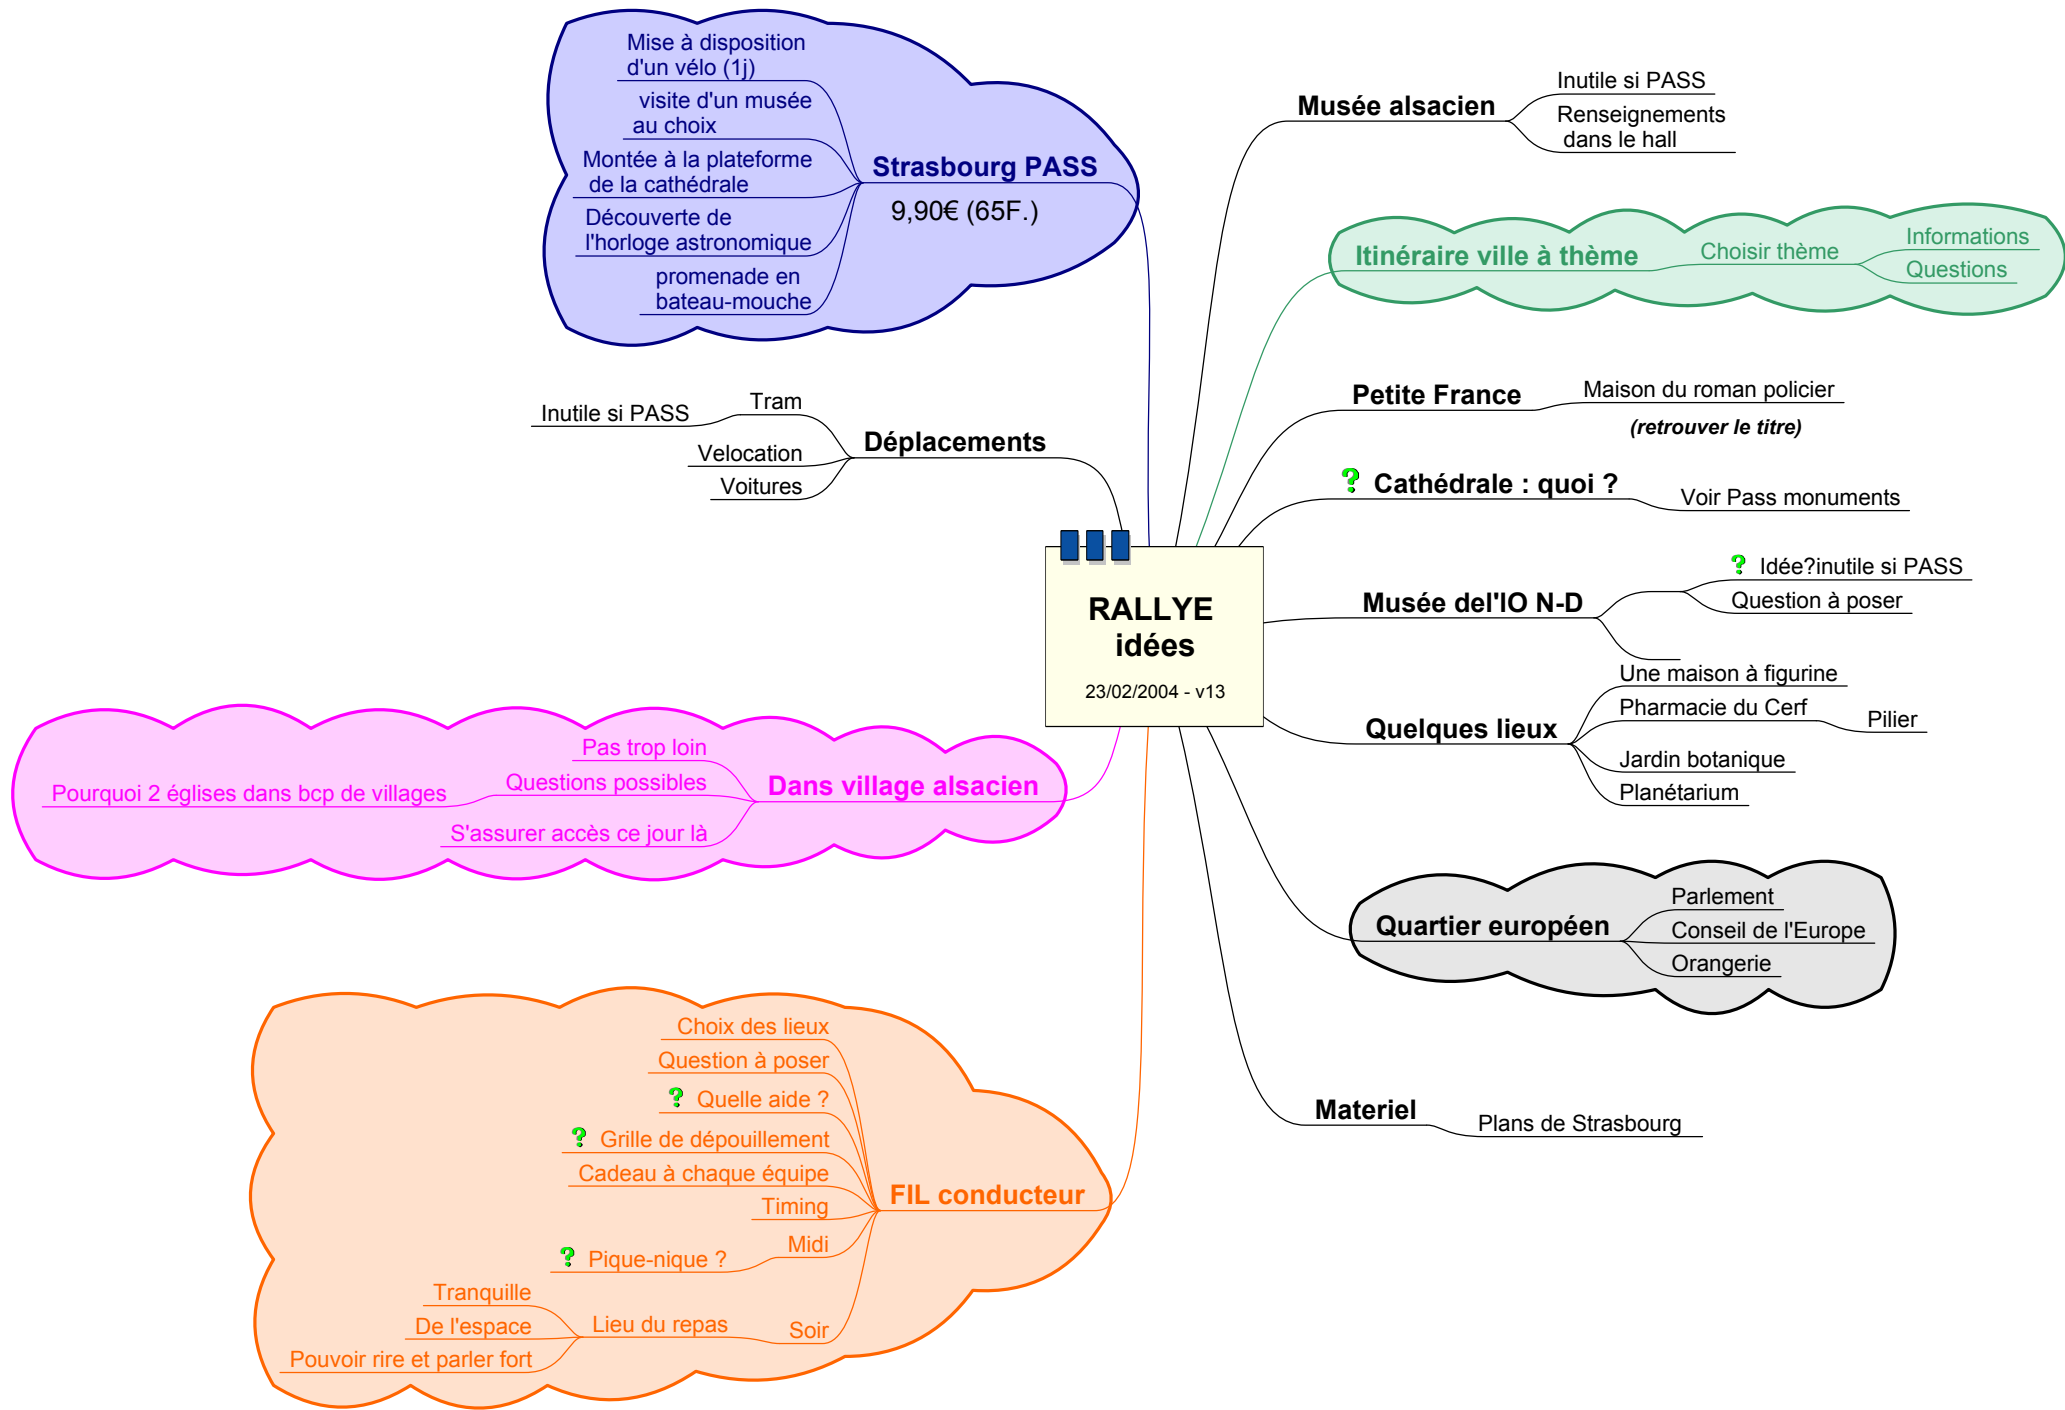 RALLYE
idées
23/02/2004 - v13
Musée alsacien
Inutile si PASS
Renseignements
dans le hall
Itinéraire ville à thème
Choisir thème
Informations
Questions
Petite France
Maison du roman policier
(retrouver le titre)
? Cathédrale : quoi ?
Voir Pass monuments
Musée del'IO N-D
? Idée?inutile si PASS
Question à poser
Quelques lieux
Une maison à figurine
Pharmacie du Cerf
Pilier
Jardin botanique
Planétarium
Quartier européen
Parlement
Conseil de l'Europe
Orangerie
Materiel
Plans de Strasbourg
Strasbourg PASS
9,90€ (65F.)
Mise à disposition
d'un vélo (1j)
visite d'un musée
au choix
Montée à la plateforme
de la cathédrale
Découverte de
l'horloge astronomique
promenade en
bateau-mouche
Déplacements
Tram
Inutile si PASS
Velocation
Voitures
Dans village alsacien
Pas trop loin
Questions possibles
Pourquoi 2 églises dans bcp de villages
S'assurer accès ce jour là
FIL conducteur
Choix des lieux
Question à poser
? Quelle aide ?
? Grille de dépouillement
Cadeau à chaque équipe
Timing
Midi
? Pique-nique ?
Soir
Lieu du repas
Tranquille
De l'espace
Pouvoir rire et parler fort